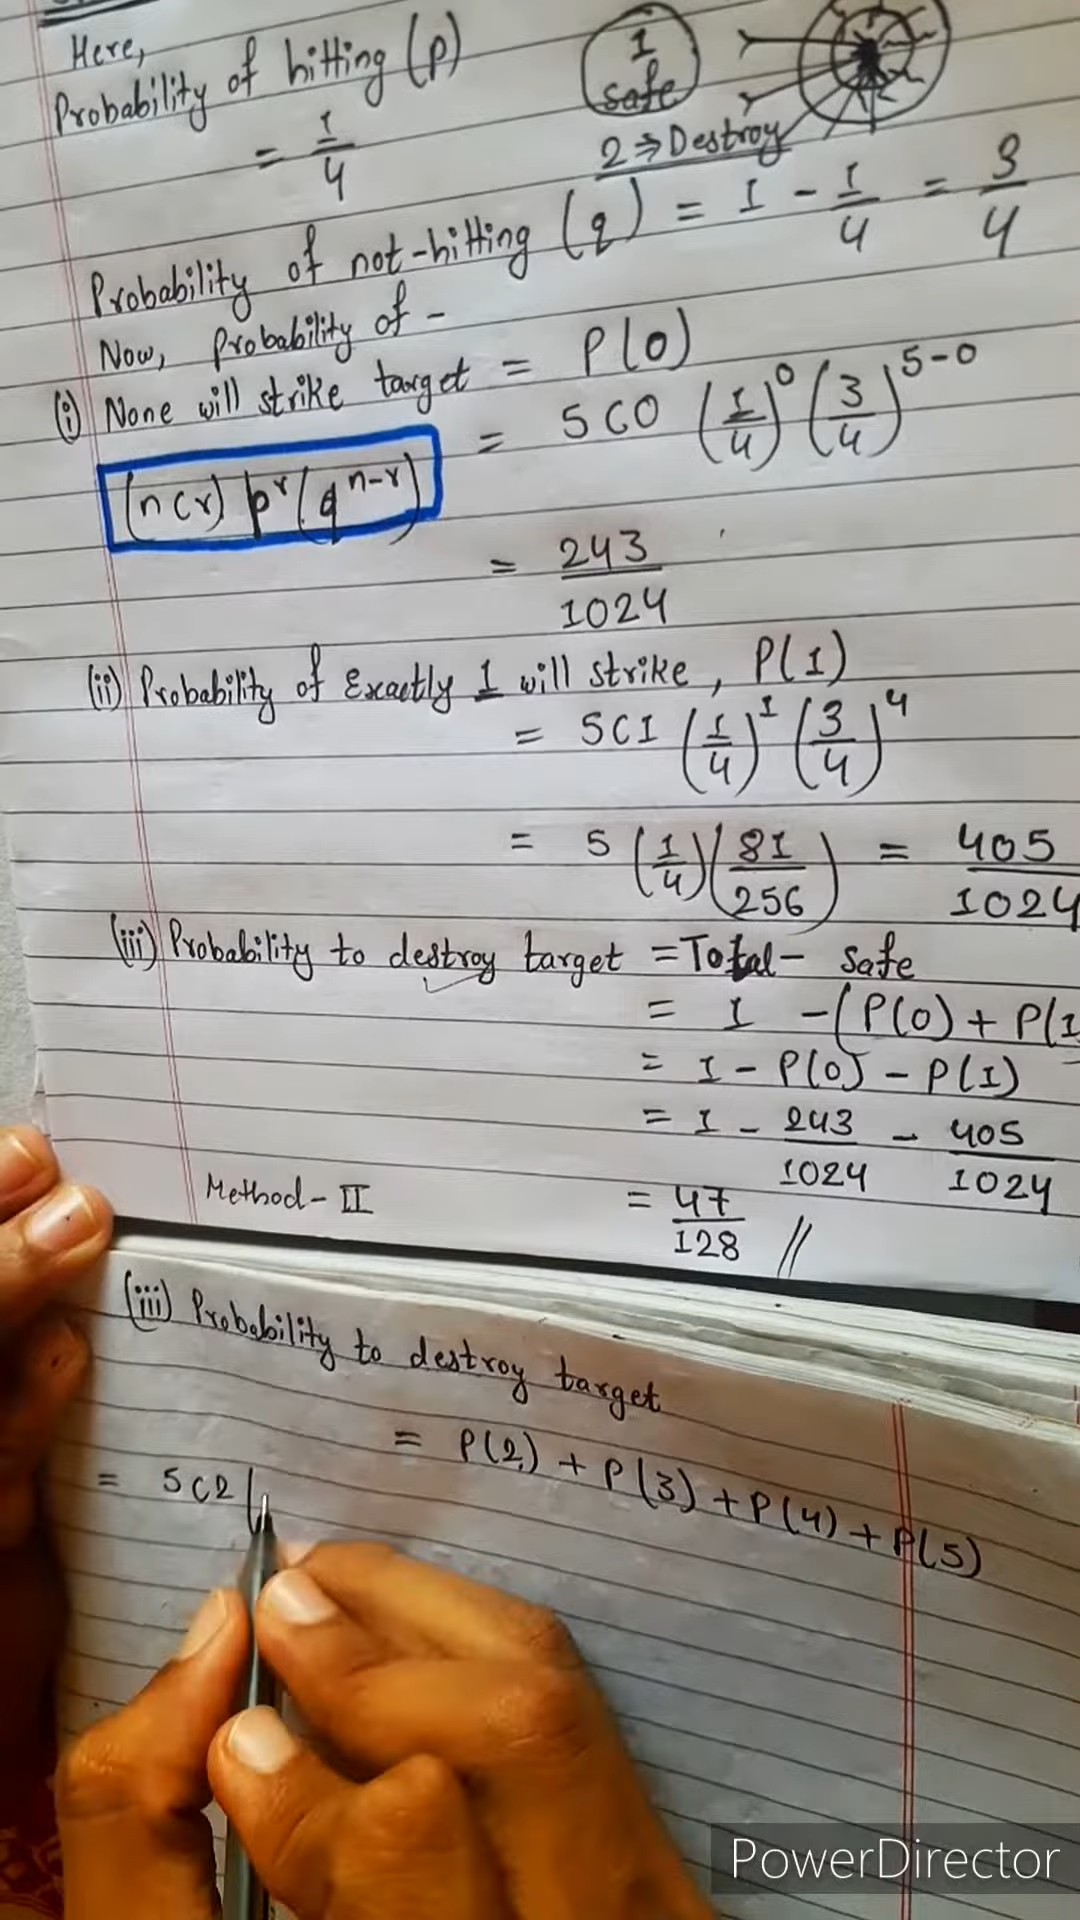 Here,
Probability of hitting (p)
= 1/4
1 safe
2 ⇒ Destroy
Probability of not-hitting (q) = 1 - 1/4 = 3/4
Now, Probability of -
(i) None will strike target = P(0)
= 5C0 (1/4)^0 (3/4)^5-0
(nCr) p^r (q^n-r)
= 243/1024
(ii) Probability of Exactly 1 will strike, P(1)
= 5C1 (1/4)^1 (3/4)^4
= 5 (1/4)(81/256) = 405/1024
(iii) Probability to destroy target = Total - safe
= 1 - (P(0) + P(1
= 1 - P(0) - P(1)
= 1 - 243/1024 - 405/1024
Method-II
= 47/128 //
(iii) Probability to destroy target
= P(2) + P(3) + P(4) + P(5)
= 5C2 (
PowerDirector